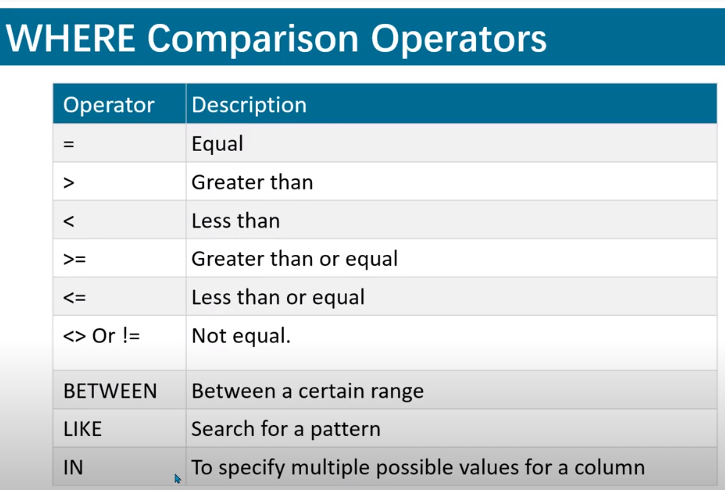 WHERE Comparison Operators
Operator Description
= Equal
> Greater than
< Less than
>= Greater than or equal
<= Less than or equal
<> Or != Not equal.
BETWEEN Between a certain range
LIKE Search for a pattern
IN To specify multiple possible values for a column